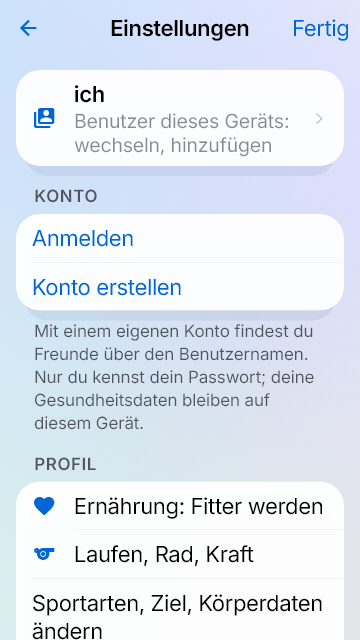 Einstellungen
Fertig
ich
Benutzer dieses Geräts:
wechseln, hinzufügen
KONTO
Anmelden
Konto erstellen
Mit einem eigenen Konto findest du
Freunde über den Benutzernamen.
Nur du kennst dein Passwort; deine
Gesundheitsdaten bleiben auf
diesem Gerät.
PROFIL
Ernährung: Fitter werden
Laufen, Rad, Kraft
Sportarten, Ziel, Körperdaten
ändern